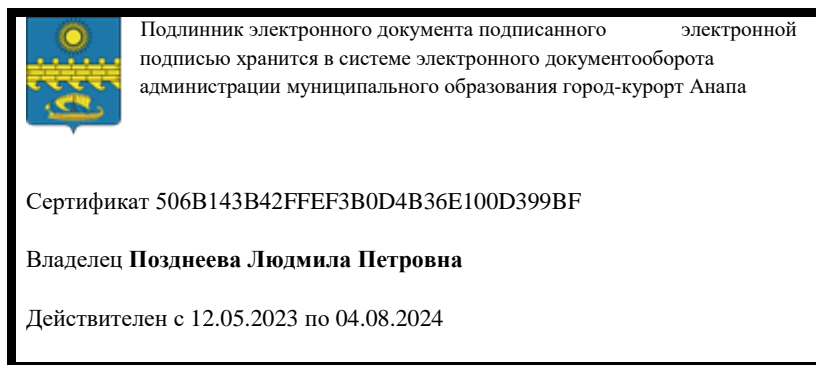 Подлинник электронного документа подписанного электронной
подписью хранится в системе электронного документооборота
администрации муниципального образования город-курорт Анапа
Сертификат 506B143B42FFEF3B0D4B36E100D399BF
Владелец Позднеева Людмила Петровна
Действителен с 12.05.2023 по 04.08.2024